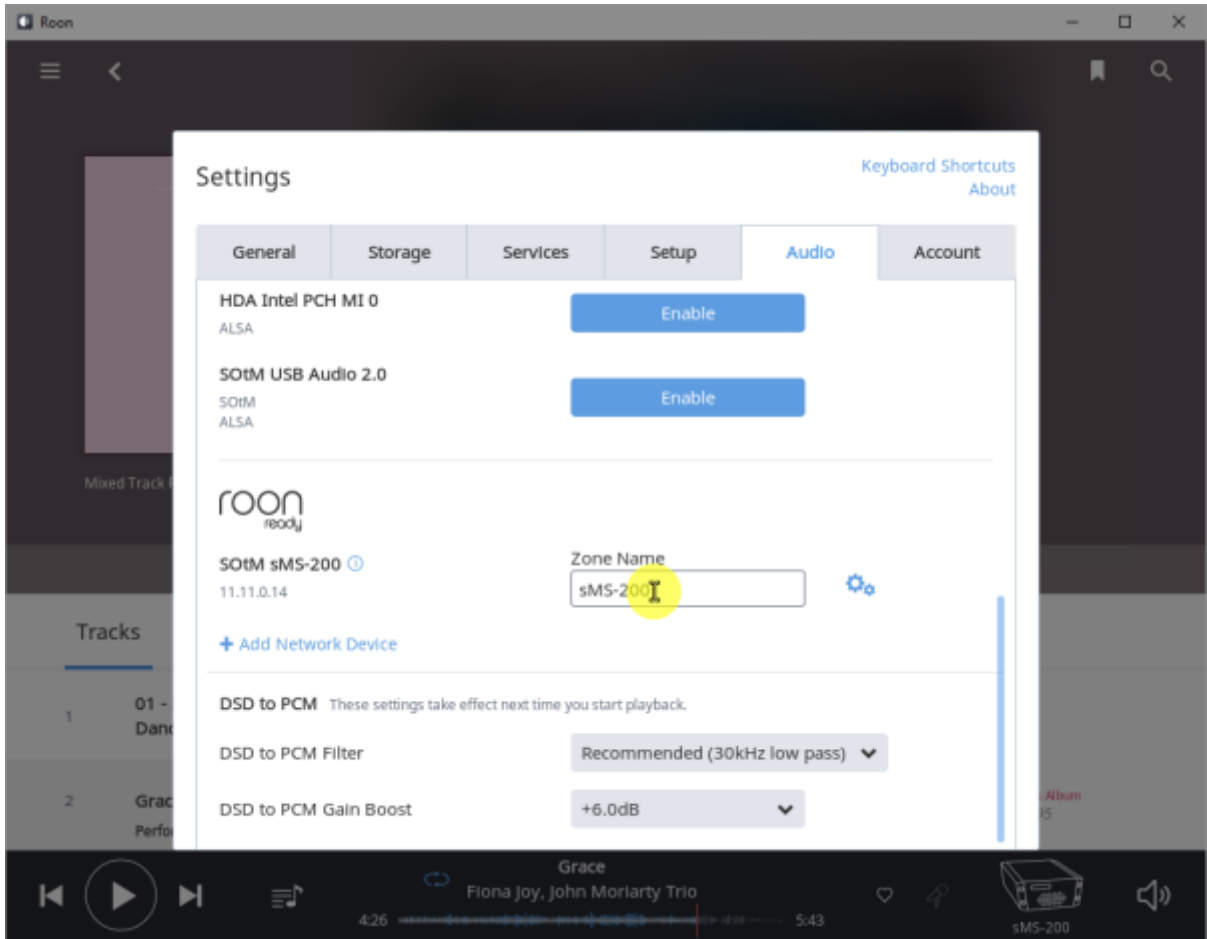 Roon
Settings
Keyboard Shortcuts
About
General
Storage
Services
Setup
Audio
Account
HDA Intel PCH MI 0
ALSA
Enable
SOtM USB Audio 2.0
SOtM
ALSA
Enable
roon
ready
SOtM sMS-200
11.11.0.14
Zone Name
sMS-200
+ Add Network Device
DSD to PCM These settings take effect next time you start playback.
DSD to PCM Filter
Recommended (30kHz low pass)
DSD to PCM Gain Boost
+6.0dB
Mixed Track
Tracks
1
01 -
2
Album
Grace
Fiona Joy, John Moriarty Trio
4:26
5:43
sMS-200